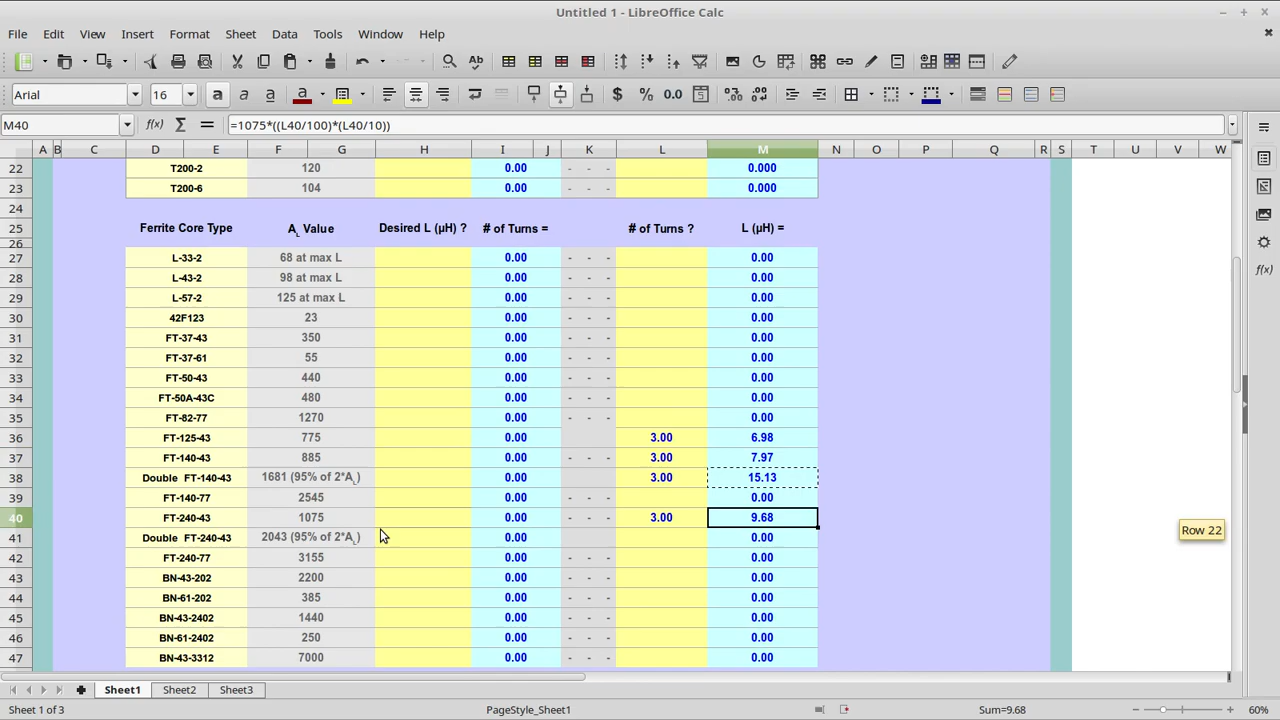 Untitled 1 - LibreOffice Calc
File Edit View Insert Format Sheet Data Tools Window Help
Arial 16
M40 f(x) Σ = =1075*((L40/100)*(L40/10))
A B C D E F G H I J K L M N O P Q R S T U V W
22 T200-2 120 0.00 - - - 0.000
23 T200-6 104 0.00 - - - 0.000
24
25 Ferrite Core Type AL Value Desired L (µH) ? # of Turns = # of Turns ? L (µH) =
26
27 L-33-2 68 at max L 0.00 - - - 0.00
28 L-43-2 98 at max L 0.00 - - - 0.00
29 L-57-2 125 at max L 0.00 - - - 0.00
30 42F123 23 0.00 - - - 0.00
31 FT-37-43 350 0.00 - - - 0.00
32 FT-37-61 55 0.00 - - - 0.00
33 FT-50-43 440 0.00 - - - 0.00
34 FT-50A-43C 480 0.00 - - - 0.00
35 FT-82-77 1270 0.00 - - - 0.00
36 FT-125-43 775 0.00 3.00 6.98
37 FT-140-43 885 0.00 - - - 3.00 7.97
38 Double FT-140-43 1681 (95% of 2*AL) 0.00 3.00 15.13
39 FT-140-77 2545 0.00 - - - 0.00
40 FT-240-43 1075 0.00 - - - 3.00 9.68
Row 22
41 Double FT-240-43 2043 (95% of 2*AL) 0.00 0.00
42 FT-240-77 3155 0.00 - - - 0.00
43 BN-43-202 2200 0.00 - - - 0.00
44 BN-61-202 385 0.00 - - - 0.00
45 BN-43-2402 1440 0.00 - - - 0.00
46 BN-61-2402 250 0.00 - - - 0.00
47 BN-43-3312 7000 0.00 - - - 0.00
Sheet1 Sheet2 Sheet3
Sheet 1 of 3 PageStyle_Sheet1 Sum=9.68 60%